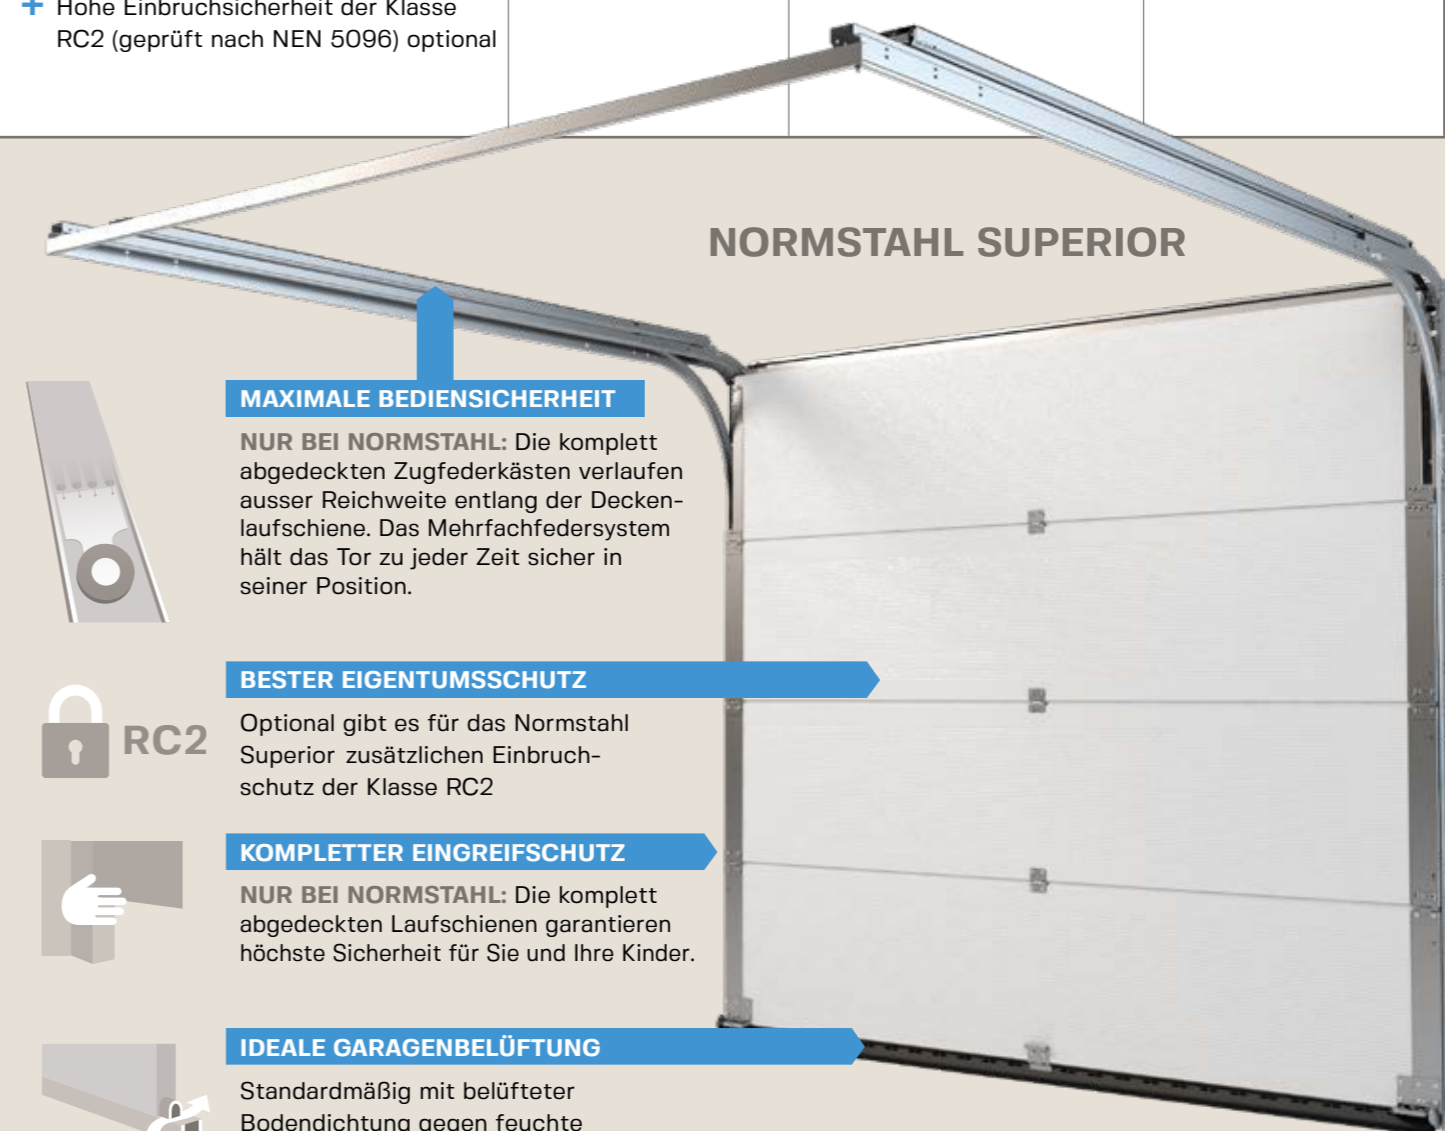 Hohe Einbruchsicherheit der Klasse
RC2 (geprüft nach NEN 5096) optional
NORMSTAHL SUPERIOR
MAXIMALE BEDIENSICHERHEIT
NUR BEI NORMSTAHL: Die komplett
abgedeckten Zugfederkästen verlaufen
ausser Reichweite entlang der Decken-
laufschiene. Das Mehrfachfedersystem
hält das Tor zu jeder Zeit sicher in
seiner Position.
BESTER EIGENTUMSSCHUTZ
RC2
Optional gibt es für das Normstahl
Superior zusätzlichen Einbruch-
schutz der Klasse RC2
KOMPLETTER EINGREIFSCHUTZ
NUR BEI NORMSTAHL: Die komplett
abgedeckten Laufschienen garantieren
höchste Sicherheit für Sie und Ihre Kinder.
IDEALE GARAGENBELÜFTUNG
Standardmäßig mit belüfteter
Bodendichtung gegen feuchte